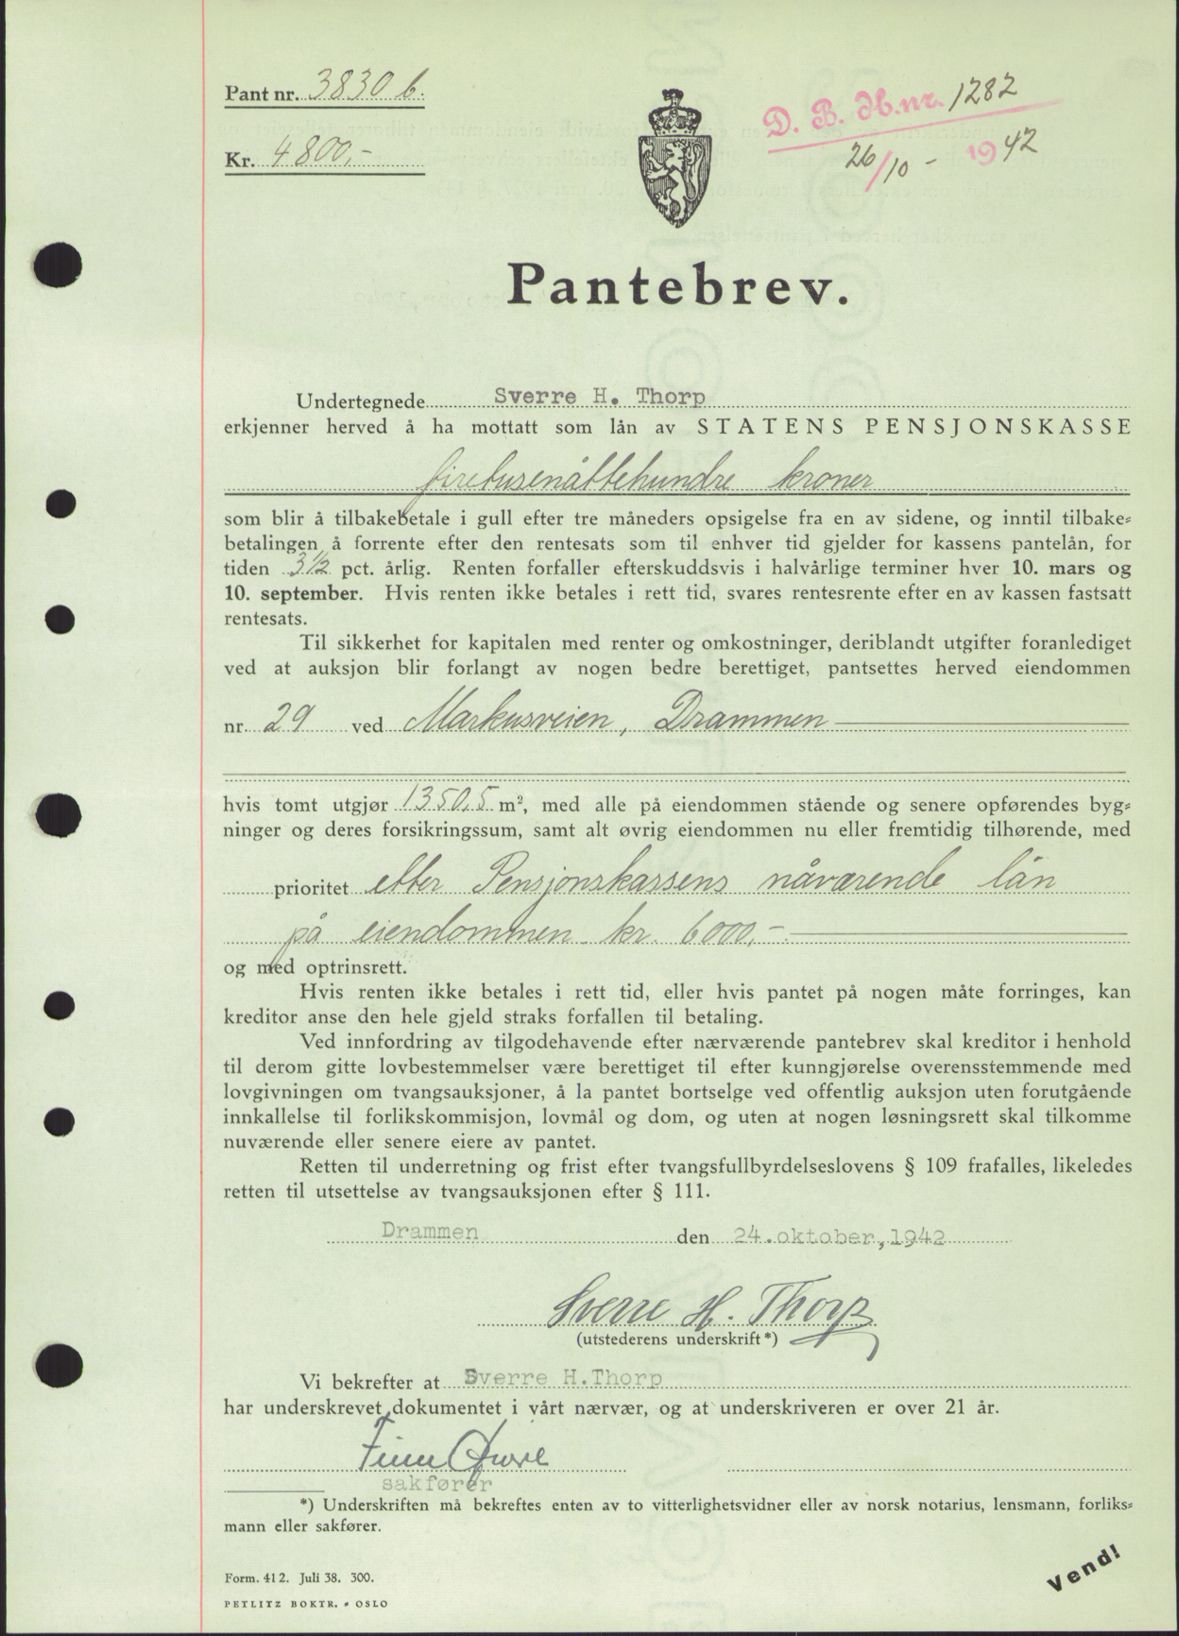 Pant nr. 3830 b.
Kr. 4800,-
D. B. H.nr. 1282
26/10 - 1942
Pantebrev.
Undertegnede Sverre H. Thorp
erkjenner herved å ha mottatt som lån av STATENS PENSJONSKASSE
firetusenåttehundre kroner
som blir å tilbakebetale i gull efter tre måneders opsigelse fra en av sidene, og inntil tilbake=
betalingen å forrente efter den rentesats som til enhver tid gjelder for kassens pantelån, for
tiden 3½ pct. årlig. Renten forfaller efterskuddsvis i halvårlige terminer hver 10. mars og
10. september. Hvis renten ikke betales i rett tid, svares rentesrente efter en av kassen fastsatt
rentesats.
Til sikkerhet for kapitalen med renter og omkostninger, deriblandt utgifter foranlediget
ved at auksjon blir forlangt av nogen bedre berettiget, pantsettes herved eiendommen
nr. 29 ved Markusveien, Drammen
hvis tomt utgjør 1350,5 m², med alle på eiendommen stående og senere opførendes byg=
ninger og deres forsikringssum, samt alt øvrig eiendommen nu eller fremtidig tilhørende, med
prioritet etter Pensjonskassens nåværende lån
på eiendommen kr. 6000,-
og med optrinsrett.
Hvis renten ikke betales i rett tid, eller hvis pantet på nogen måte forringes, kan
kreditor anse den hele gjeld straks forfallen til betaling.
Ved innfordring av tilgodehavende efter nærværende pantebrev skal kreditor i henhold
til derom gitte lovbestemmelser være berettiget til efter kunngjørelse overensstemmende med
lovgivningen om tvangsauksjoner, å la pantet bortselge ved offentlig auksjon uten forutgående
innkallelse til forlikskommisjon, lovmål og dom, og uten at nogen løsningsrett skal tilkomme
nuværende eller senere eiere av pantet.
Retten til underretning og frist efter tvangsfullbyrdelseslovens § 109 frafalles, likeledes
retten til utsettelse av tvangsauksjonen efter § 111.
Drammen den 24. oktober, 1942
Sverre H. Thorp
(utstederens underskrift*)
Vi bekrefter at Sverre H.Thorp
har underskrevet dokumentet i vårt nærvær, og at underskriveren er over 21 år.
Finn
sakfører
*) Underskriften må bekreftes enten av to vitterlighetsvidner eller av norsk notarius, lensmann, forliks=
mann eller sakfører.
Vend!
Form. 412. Juli 38. 300.
PETLITZ BOKTR. = OSLO